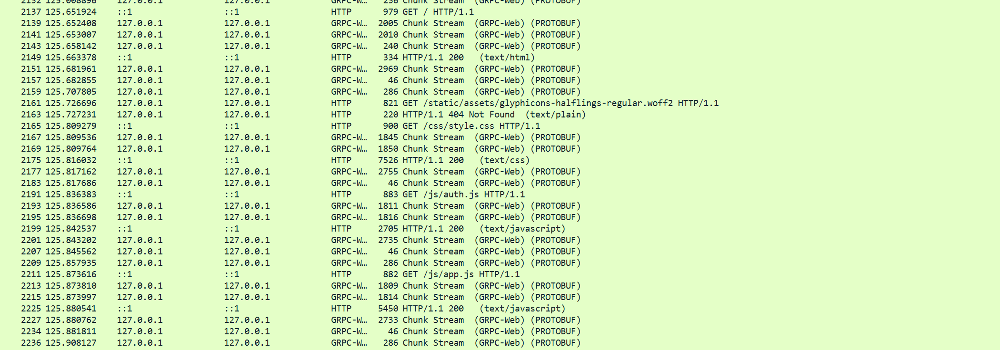 2132 125.008896 127.0.0.1 127.0.0.1 GRPC-W… 236 Chunk Stream (GRPC-Web) (PROTOBUF)
2137 125.651924 ::1 ::1 HTTP 979 GET / HTTP/1.1
2139 125.652408 127.0.0.1 127.0.0.1 GRPC-W… 2005 Chunk Stream (GRPC-Web) (PROTOBUF)
2141 125.653007 127.0.0.1 127.0.0.1 GRPC-W… 2010 Chunk Stream (GRPC-Web) (PROTOBUF)
2143 125.658142 127.0.0.1 127.0.0.1 GRPC-W… 240 Chunk Stream (GRPC-Web) (PROTOBUF)
2149 125.663378 ::1 ::1 HTTP 334 HTTP/1.1 200 (text/html)
2151 125.681961 127.0.0.1 127.0.0.1 GRPC-W… 2969 Chunk Stream (GRPC-Web) (PROTOBUF)
2157 125.682855 127.0.0.1 127.0.0.1 GRPC-W… 46 Chunk Stream (GRPC-Web) (PROTOBUF)
2159 125.707805 127.0.0.1 127.0.0.1 GRPC-W… 286 Chunk Stream (GRPC-Web) (PROTOBUF)
2161 125.726696 127.0.0.1 127.0.0.1 HTTP 821 GET /static/assets/glyphicons-halflings-regular.woff2 HTTP/1.1
2163 125.727231 127.0.0.1 127.0.0.1 HTTP 220 HTTP/1.1 404 Not Found (text/plain)
2165 125.809279 ::1 ::1 HTTP 900 GET /css/style.css HTTP/1.1
2167 125.809536 127.0.0.1 127.0.0.1 GRPC-W… 1845 Chunk Stream (GRPC-Web) (PROTOBUF)
2169 125.809764 127.0.0.1 127.0.0.1 GRPC-W… 1850 Chunk Stream (GRPC-Web) (PROTOBUF)
2175 125.816032 ::1 ::1 HTTP 7526 HTTP/1.1 200 (text/css)
2177 125.817162 127.0.0.1 127.0.0.1 GRPC-W… 2755 Chunk Stream (GRPC-Web) (PROTOBUF)
2183 125.817686 127.0.0.1 127.0.0.1 GRPC-W… 46 Chunk Stream (GRPC-Web) (PROTOBUF)
2191 125.836383 ::1 ::1 HTTP 883 GET /js/auth.js HTTP/1.1
2193 125.836586 127.0.0.1 127.0.0.1 GRPC-W… 1811 Chunk Stream (GRPC-Web) (PROTOBUF)
2195 125.836698 127.0.0.1 127.0.0.1 GRPC-W… 1816 Chunk Stream (GRPC-Web) (PROTOBUF)
2199 125.842537 ::1 ::1 HTTP 2705 HTTP/1.1 200 (text/javascript)
2201 125.843202 127.0.0.1 127.0.0.1 GRPC-W… 2735 Chunk Stream (GRPC-Web) (PROTOBUF)
2207 125.845562 127.0.0.1 127.0.0.1 GRPC-W… 46 Chunk Stream (GRPC-Web) (PROTOBUF)
2209 125.857935 127.0.0.1 127.0.0.1 GRPC-W… 286 Chunk Stream (GRPC-Web) (PROTOBUF)
2211 125.873616 ::1 ::1 HTTP 882 GET /js/app.js HTTP/1.1
2213 125.873810 127.0.0.1 127.0.0.1 GRPC-W… 1809 Chunk Stream (GRPC-Web) (PROTOBUF)
2215 125.873997 127.0.0.1 127.0.0.1 GRPC-W… 1814 Chunk Stream (GRPC-Web) (PROTOBUF)
2225 125.880541 ::1 ::1 HTTP 5450 HTTP/1.1 200 (text/javascript)
2227 125.880762 127.0.0.1 127.0.0.1 GRPC-W… 2733 Chunk Stream (GRPC-Web) (PROTOBUF)
2234 125.881811 127.0.0.1 127.0.0.1 GRPC-W… 46 Chunk Stream (GRPC-Web) (PROTOBUF)
2236 125.908127 127.0.0.1 127.0.0.1 GRPC-W… 286 Chunk Stream (GRPC-Web) (PROTOBUF)